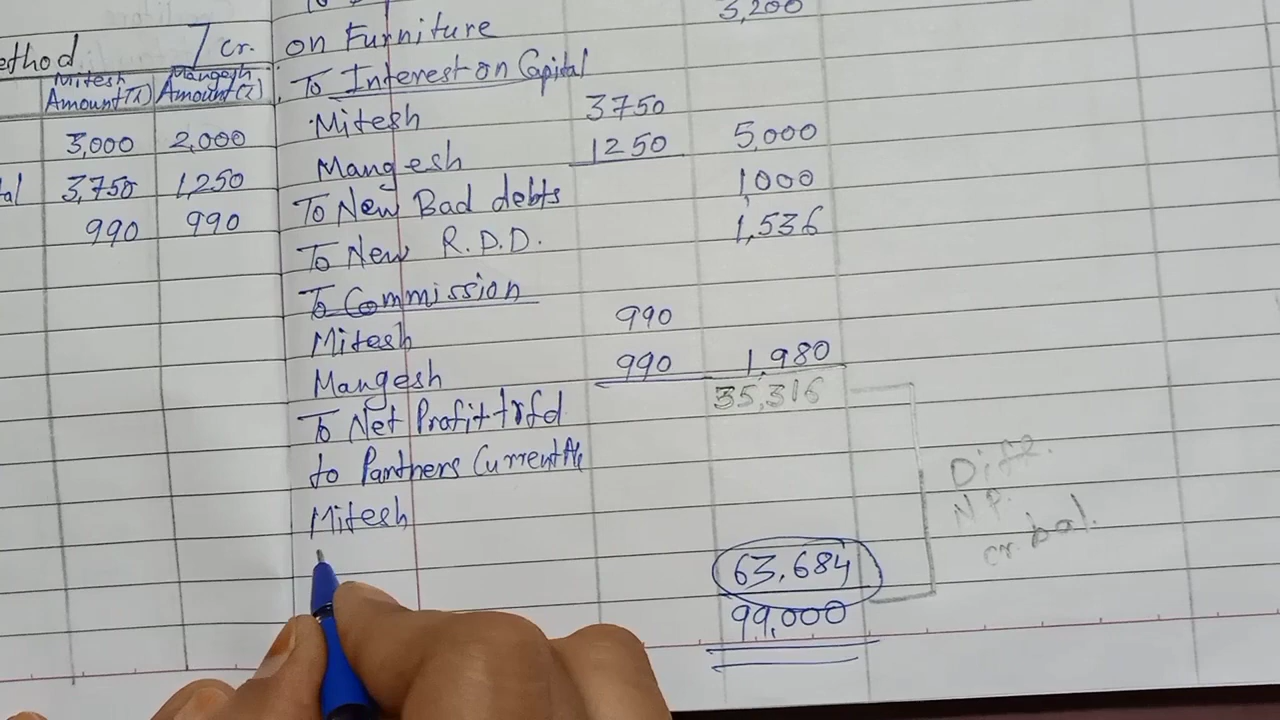 ethod
Cr.
Mitesh
Amount(₹)
Mangesh
Amount(₹)
3,000
2,000
tal
3,750
1,250
990
990
To
3,200
on Furniture
To Interest on Capital
Mitesh
3750
Mangesh
1250
5,000
To New Bad debts
1,000
To New R.D.D.
1,536
To Commission
Mitesh
990
Mangesh
990
1,980
35,316
To Net Profit trfd
to Partners Current A/c
Mitesh
63,684
99,000
Diff.
N.P.
cr. bal.